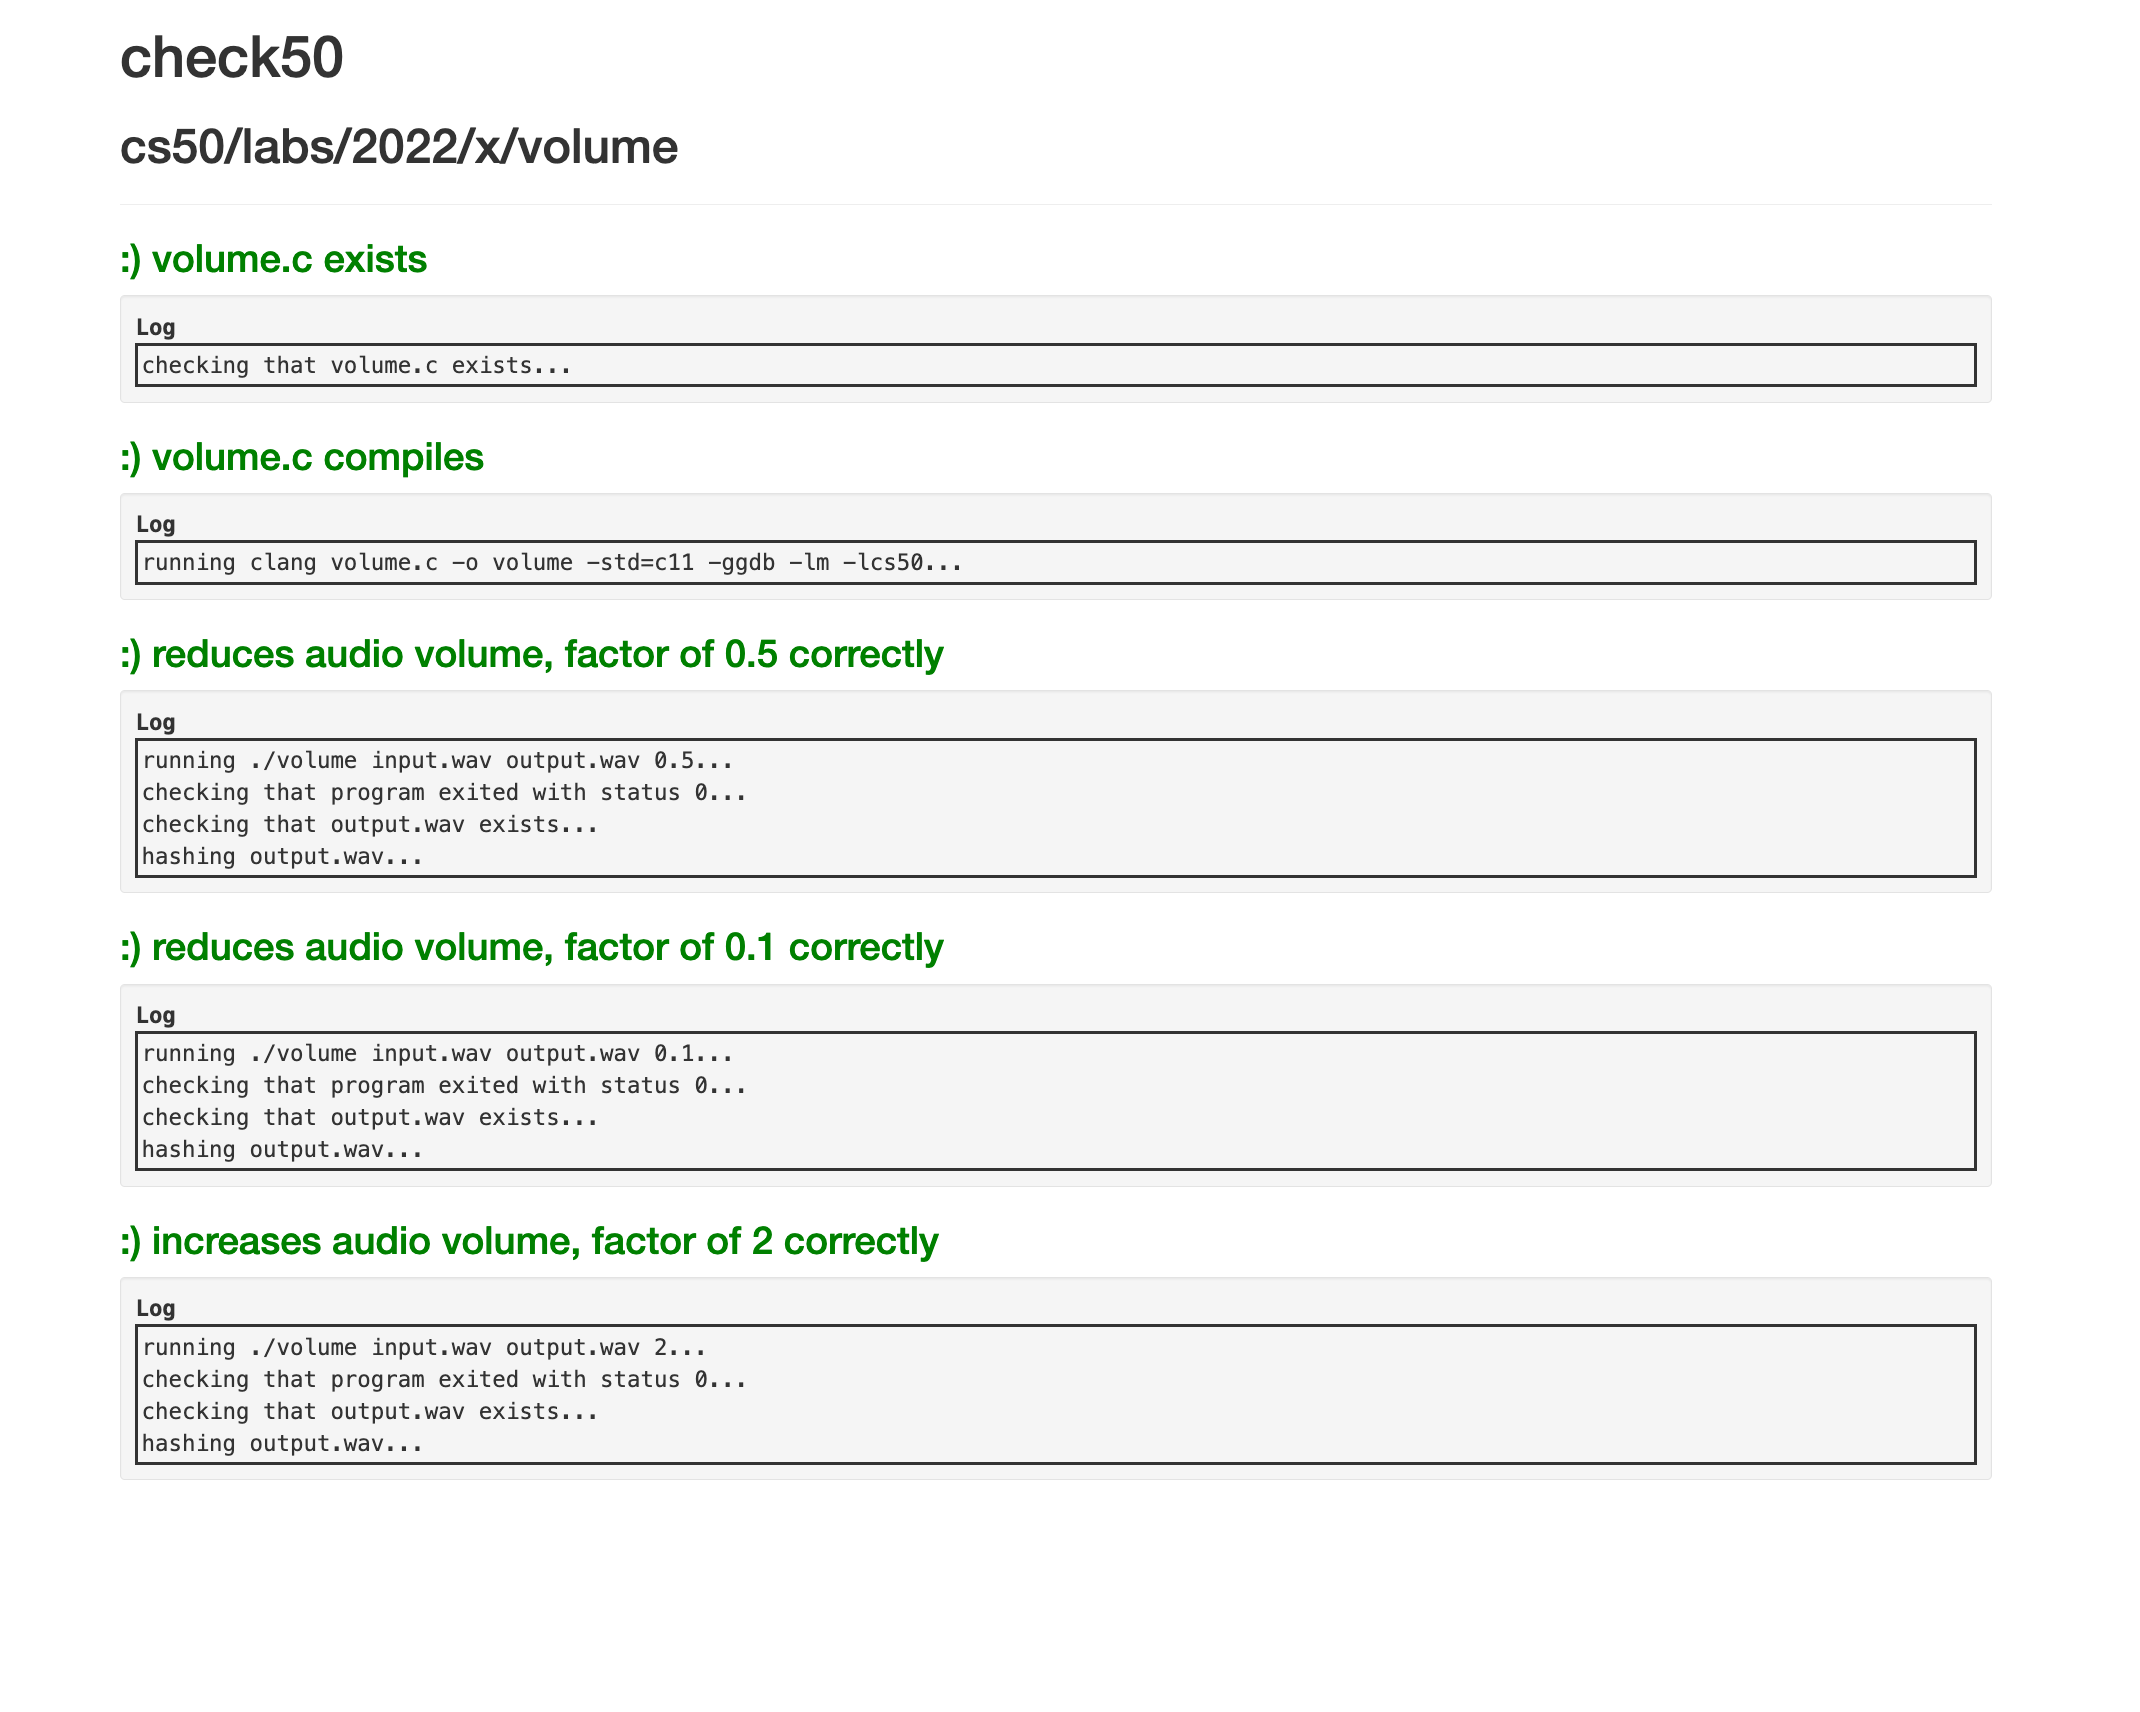 check50
cs50/labs/2022/x/volume
:) volume.c exists
Log
checking that volume.c exists...
:) volume.c compiles
Log
running clang volume.c -o volume -std=c11 -ggdb -lm -lcs50...
:) reduces audio volume, factor of 0.5 correctly
Log
running ./volume input.wav output.wav 0.5...
checking that program exited with status 0...
checking that output.wav exists...
hashing output.wav...
:) reduces audio volume, factor of 0.1 correctly
Log
running ./volume input.wav output.wav 0.1...
checking that program exited with status 0...
checking that output.wav exists...
hashing output.wav...
:) increases audio volume, factor of 2 correctly
Log
running ./volume input.wav output.wav 2...
checking that program exited with status 0...
checking that output.wav exists...
hashing output.wav...